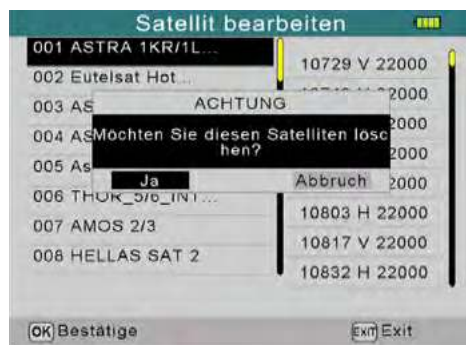 Satellit bearbeiten
001 ASTRA 1KR/1L...
002 Eutelsat Hot...
003 AS
004 AS
005 As
006 THOR_5/6_INT...
007 AMOS 2/3
008 HELLAS SAT 2
10729 V 22000
2000
2000
2000
2000
10803 H 22000
10817 V 22000
10832 H 22000
ACHTUNG
Möchten Sie diesen Satelliten lösc
hen?
Ja
Abbruch
OK Bestätige
EXIT Exit